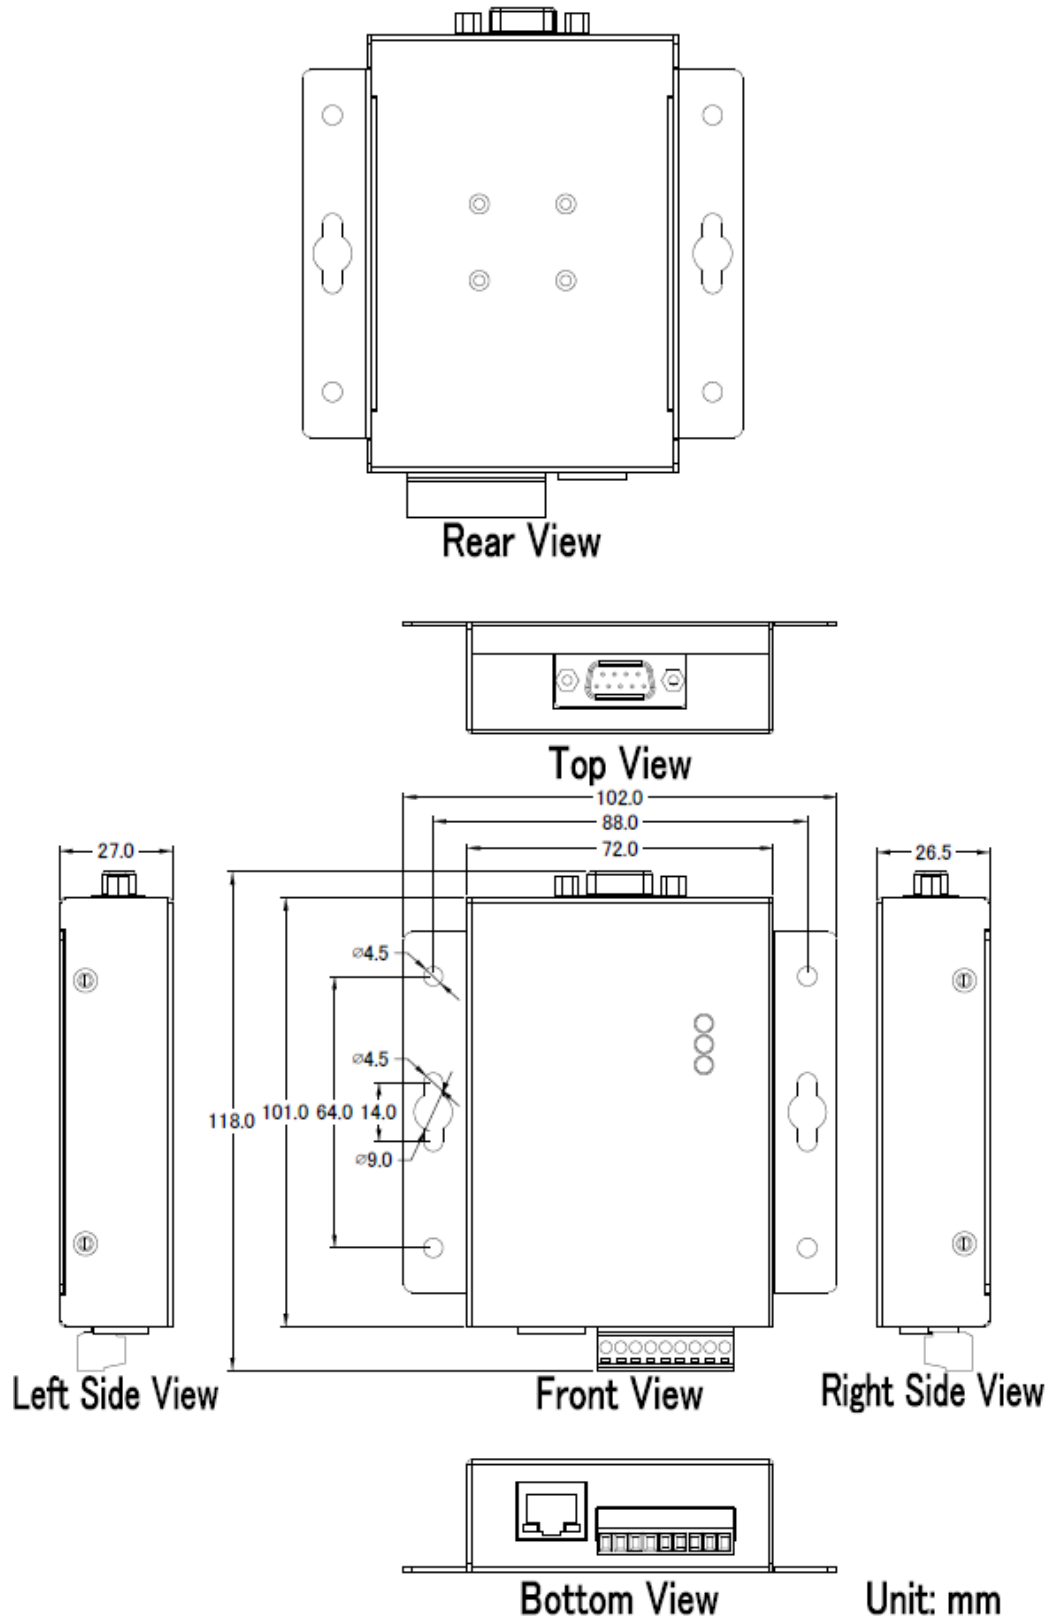 Rear View
Top View
102.0
88.0
72.0
27.0
26.5
⌀4.5
⌀4.5
118.0 101.0 64.0 14.0
⌀9.0
Left Side View
Front View
Right Side View
Bottom View
Unit: mm